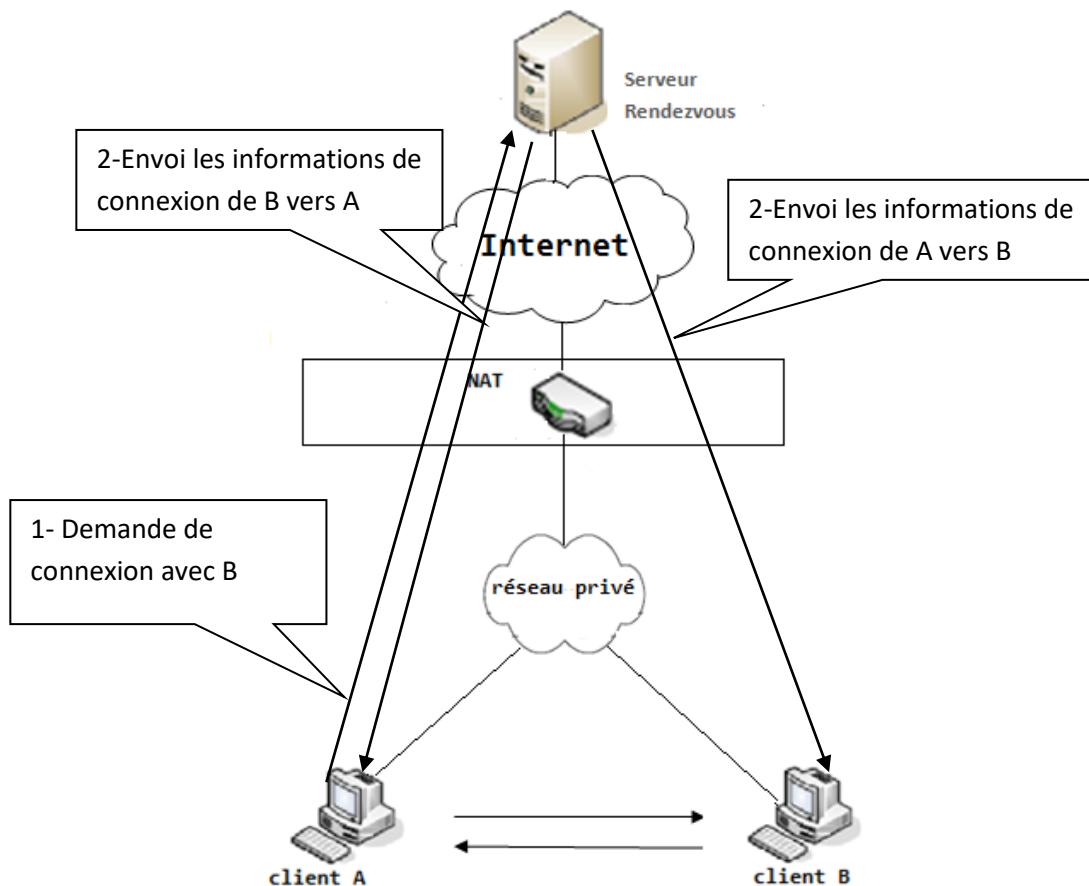 Serveur
Rendezvous
2-Envoi les informations de
connexion de B vers A
2-Envoi les informations de
connexion de A vers B
Internet
NAT
1- Demande de
connexion avec B
réseau privé
client A
client B